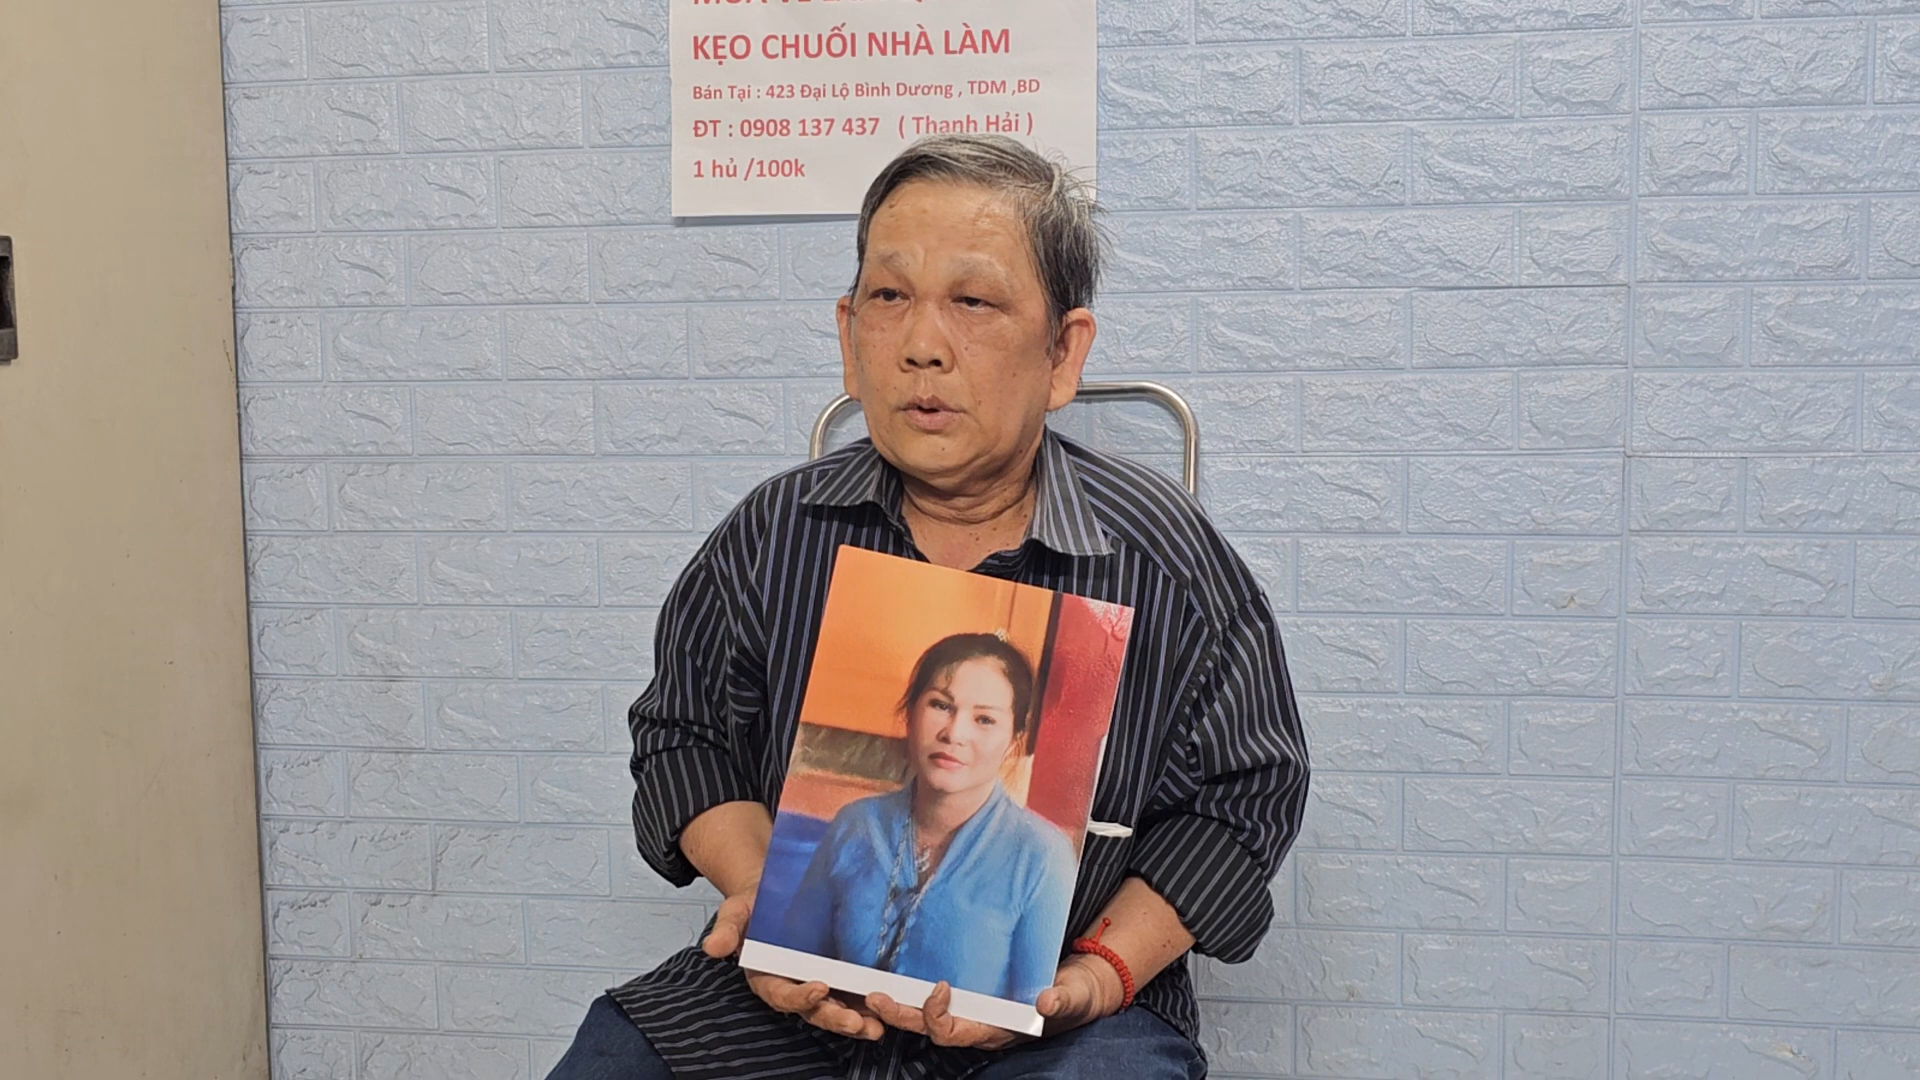 KẸO CHUỐI NHÀ LÀM
Bán Tại : 423 Đại Lộ Bình Dương , TDM ,BD
ĐT : 0908 137 437 ( Thanh Hải )
1 hủ /100k